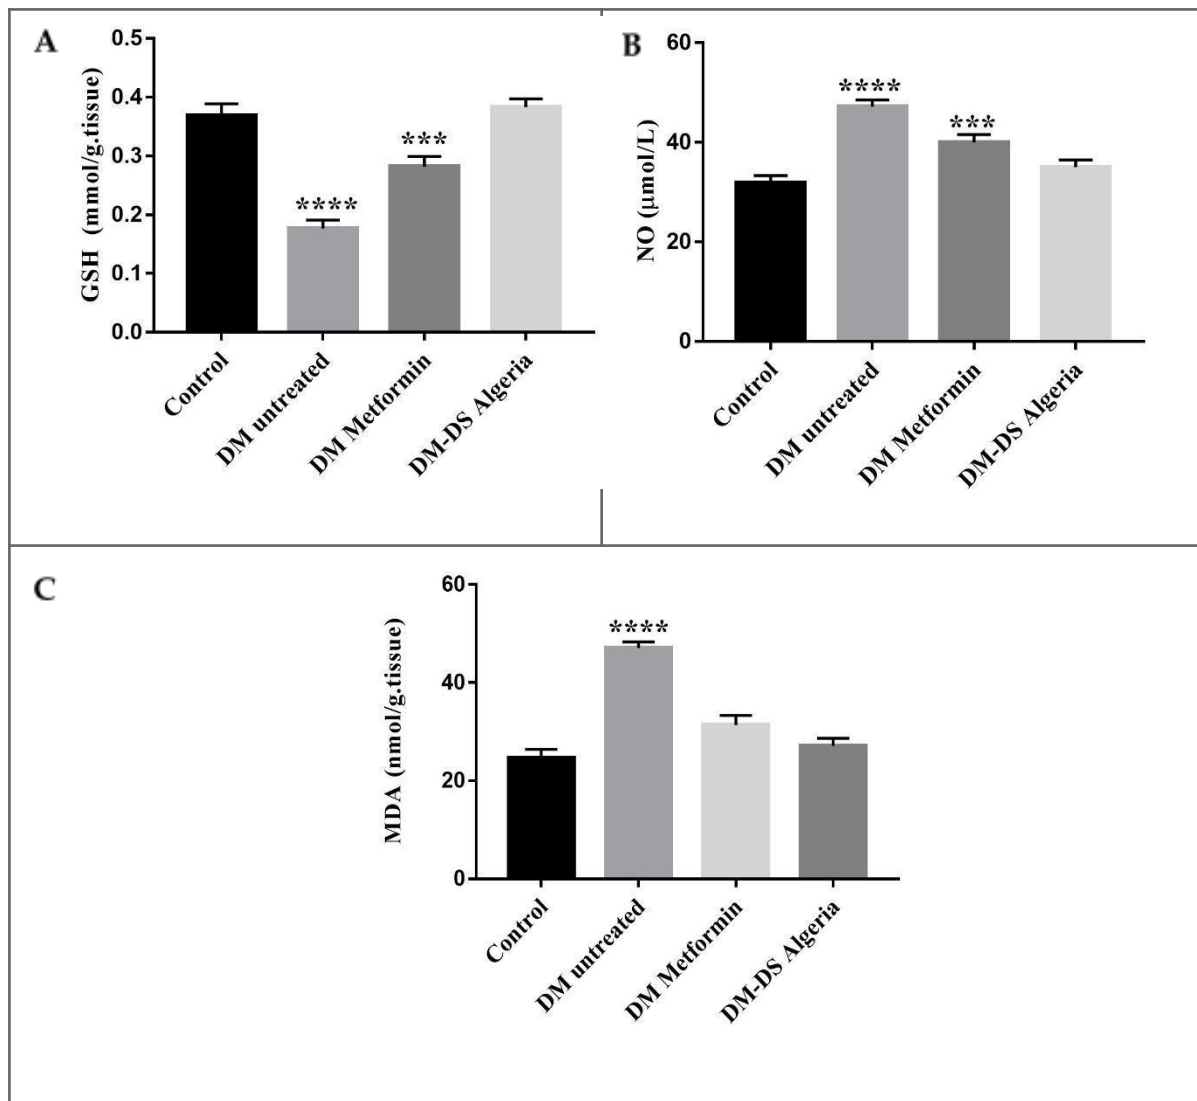 A
GSH (mmol/g.tissue)
0.5
0.4
0.3
0.2
0.1
0.0
****
***
Control
DM untreated
DM Metformin
DM-DS Algeria
B
NO (μmol/L)
60
40
20
0
****
***
Control
DM untreated
DM Metformin
DM-DS Algeria
C
MDA (nmol/g.tissue)
60
40
20
0
****
Control
DM untreated
DM Metformin
DM-DS Algeria